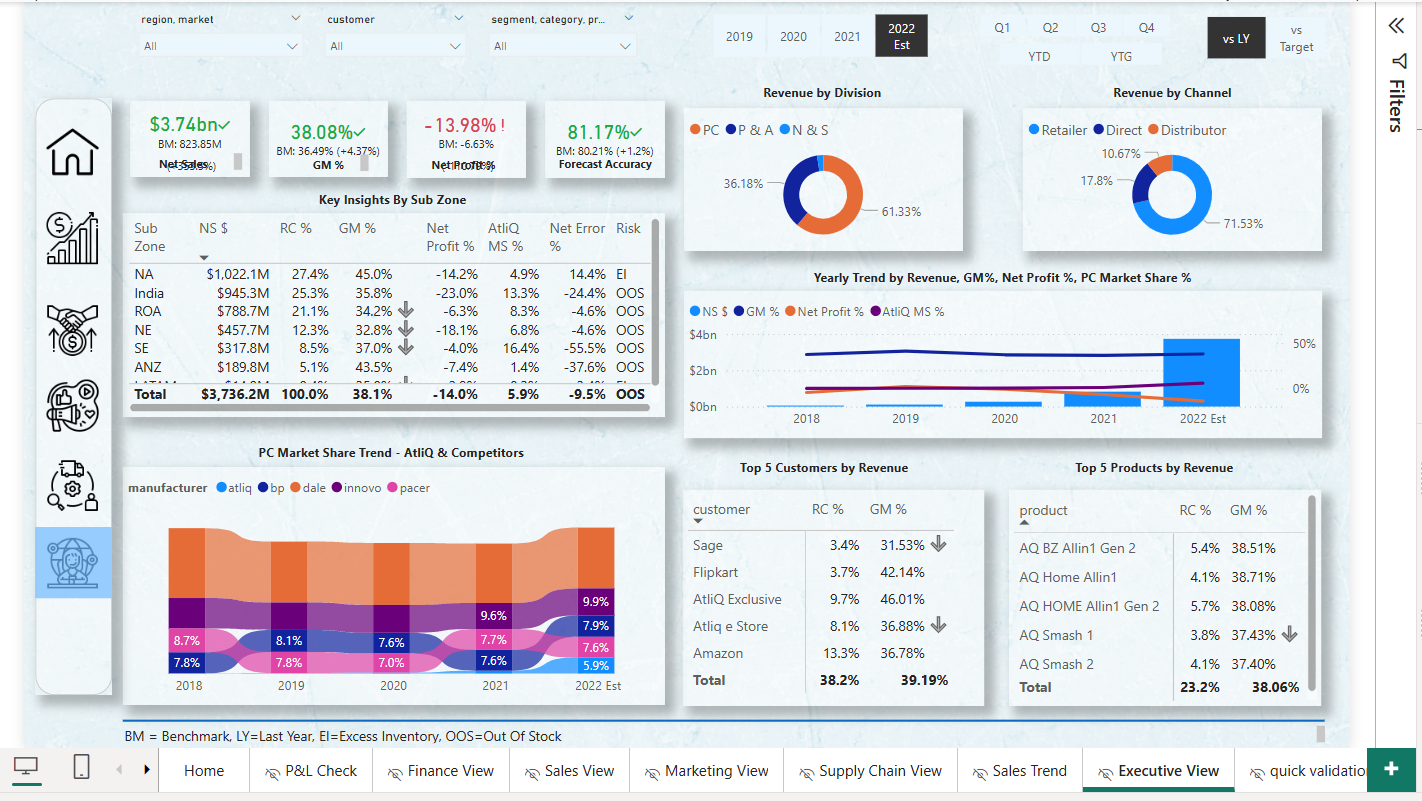 region, market
customer
segment, category, pr...
All
All
All
2019 2020 2021 2022 Est
Q1 Q2 Q3 Q4
YTD YTG
vs LY
vs Target
Filters
$3.74bn✓
BM: 823.85M
Net Sales
38.08%✓
BM: 36.49% (+4.37%)
GM %
-13.98% !
BM: -6.63%
Net Profit %
81.17%✓
BM: 80.21% (+1.2%)
Forecast Accuracy
Revenue by Division
PC P & A N & S
36.18%
61.33%
Revenue by Channel
Retailer Direct Distributor
10.67%
17.8%
71.53%
Key Insights By Sub Zone
Sub Zone NS $ RC % GM % Net Profit % AtliQ MS % Net Error % Risk
NA $1,022.1M 27.4% 45.0% -14.2% 4.9% 14.4% EI
India $945.3M 25.3% 35.8% -23.0% 13.3% -24.4% OOS
ROA $788.7M 21.1% 34.2% -6.3% 8.3% -4.6% OOS
NE $457.7M 12.3% 32.8% -18.1% 6.8% -4.6% OOS
SE $317.8M 8.5% 37.0% -4.0% 16.4% -55.5% OOS
ANZ $189.8M 5.1% 43.5% -7.4% 1.4% -37.6% OOS
Total $3,736.2M 100.0% 38.1% -14.0% 5.9% -9.5% OOS
Yearly Trend by Revenue, GM%, Net Profit %, PC Market Share %
NS $ GM % Net Profit % AtliQ MS %
$4bn
$2bn
$0bn
50%
0%
2018 2019 2020 2021 2022 Est
PC Market Share Trend - AtliQ & Competitors
manufacturer atliq bp dale innovo pacer
8.7%
7.8%
8.1%
7.8%
7.6%
7.0%
9.6%
7.7%
7.6%
9.9%
7.9%
7.6%
5.9%
2018 2019 2020 2021 2022 Est
Top 5 Customers by Revenue
customer RC % GM %
Sage 3.4% 31.53%
Flipkart 3.7% 42.14%
AtliQ Exclusive 9.7% 46.01%
Atliq e Store 8.1% 36.88%
Amazon 13.3% 36.78%
Total 38.2% 39.19%
Top 5 Products by Revenue
product RC % GM %
AQ BZ Allin1 Gen 2 5.4% 38.51%
AQ Home Allin1 4.1% 38.71%
AQ HOME Allin1 Gen 2 5.7% 38.08%
AQ Smash 1 3.8% 37.43%
AQ Smash 2 4.1% 37.40%
Total 23.2% 38.06%
BM = Benchmark, LY=Last Year, EI=Excess Inventory, OOS=Out Of Stock
Home P&L Check Finance View Sales View Marketing View Supply Chain View Sales Trend Executive View quick validatio